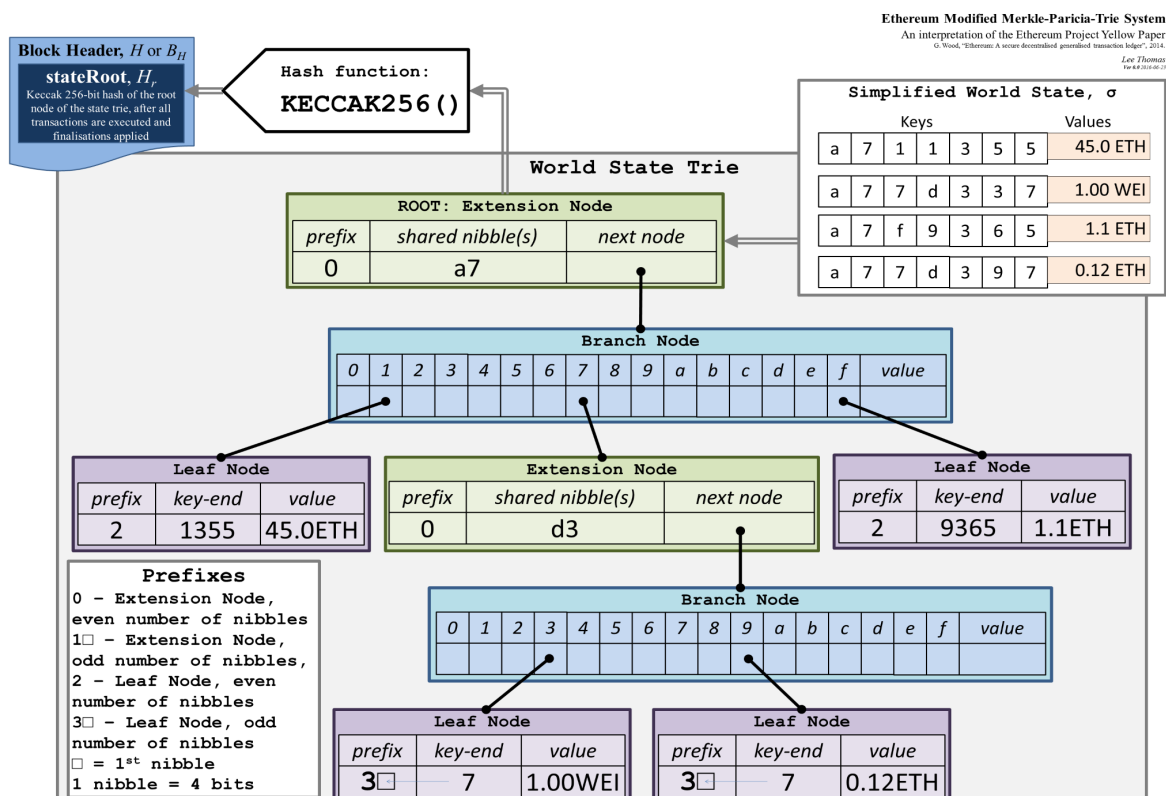 Ethereum Modified Merkle-Paricia-Trie System
An interpretation of the Ethereum Project Yellow Paper
G. Wood, "Ethereum: A secure decentralised generalised transaction ledger", 2014.
Lee Thomas
Block Header, H or B_H
stateRoot, H_r
Keccak 256-bit hash of the root
node of the state trie, after all
transactions are executed and
finalisations applied
Hash function:
KECCAK256()
Simplified World State, σ
Keys Values
a 7 1 1 3 5 5 45.0 ETH
a 7 7 d 3 3 7 1.00 WEI
a 7 f 9 3 6 5 1.1 ETH
a 7 7 d 3 9 7 0.12 ETH
World State Trie
ROOT: Extension Node
prefix shared nibble(s) next node
0 a7
Branch Node
0 1 2 3 4 5 6 7 8 9 a b c d e f value
Leaf Node
prefix key-end value
2 1355 45.0ETH
Extension Node
prefix shared nibble(s) next node
0 d3
Leaf Node
prefix key-end value
2 9365 1.1ETH
Prefixes
0 – Extension Node,
even number of nibbles
1□ – Extension Node,
odd number of nibbles,
2 – Leaf Node, even
number of nibbles
3□ – Leaf Node, odd
number of nibbles
□ = 1st nibble
1 nibble = 4 bits
Branch Node
0 1 2 3 4 5 6 7 8 9 a b c d e f value
Leaf Node
prefix key-end value
3□ 7 1.00WEI
Leaf Node
prefix key-end value
3□ 7 0.12ETH